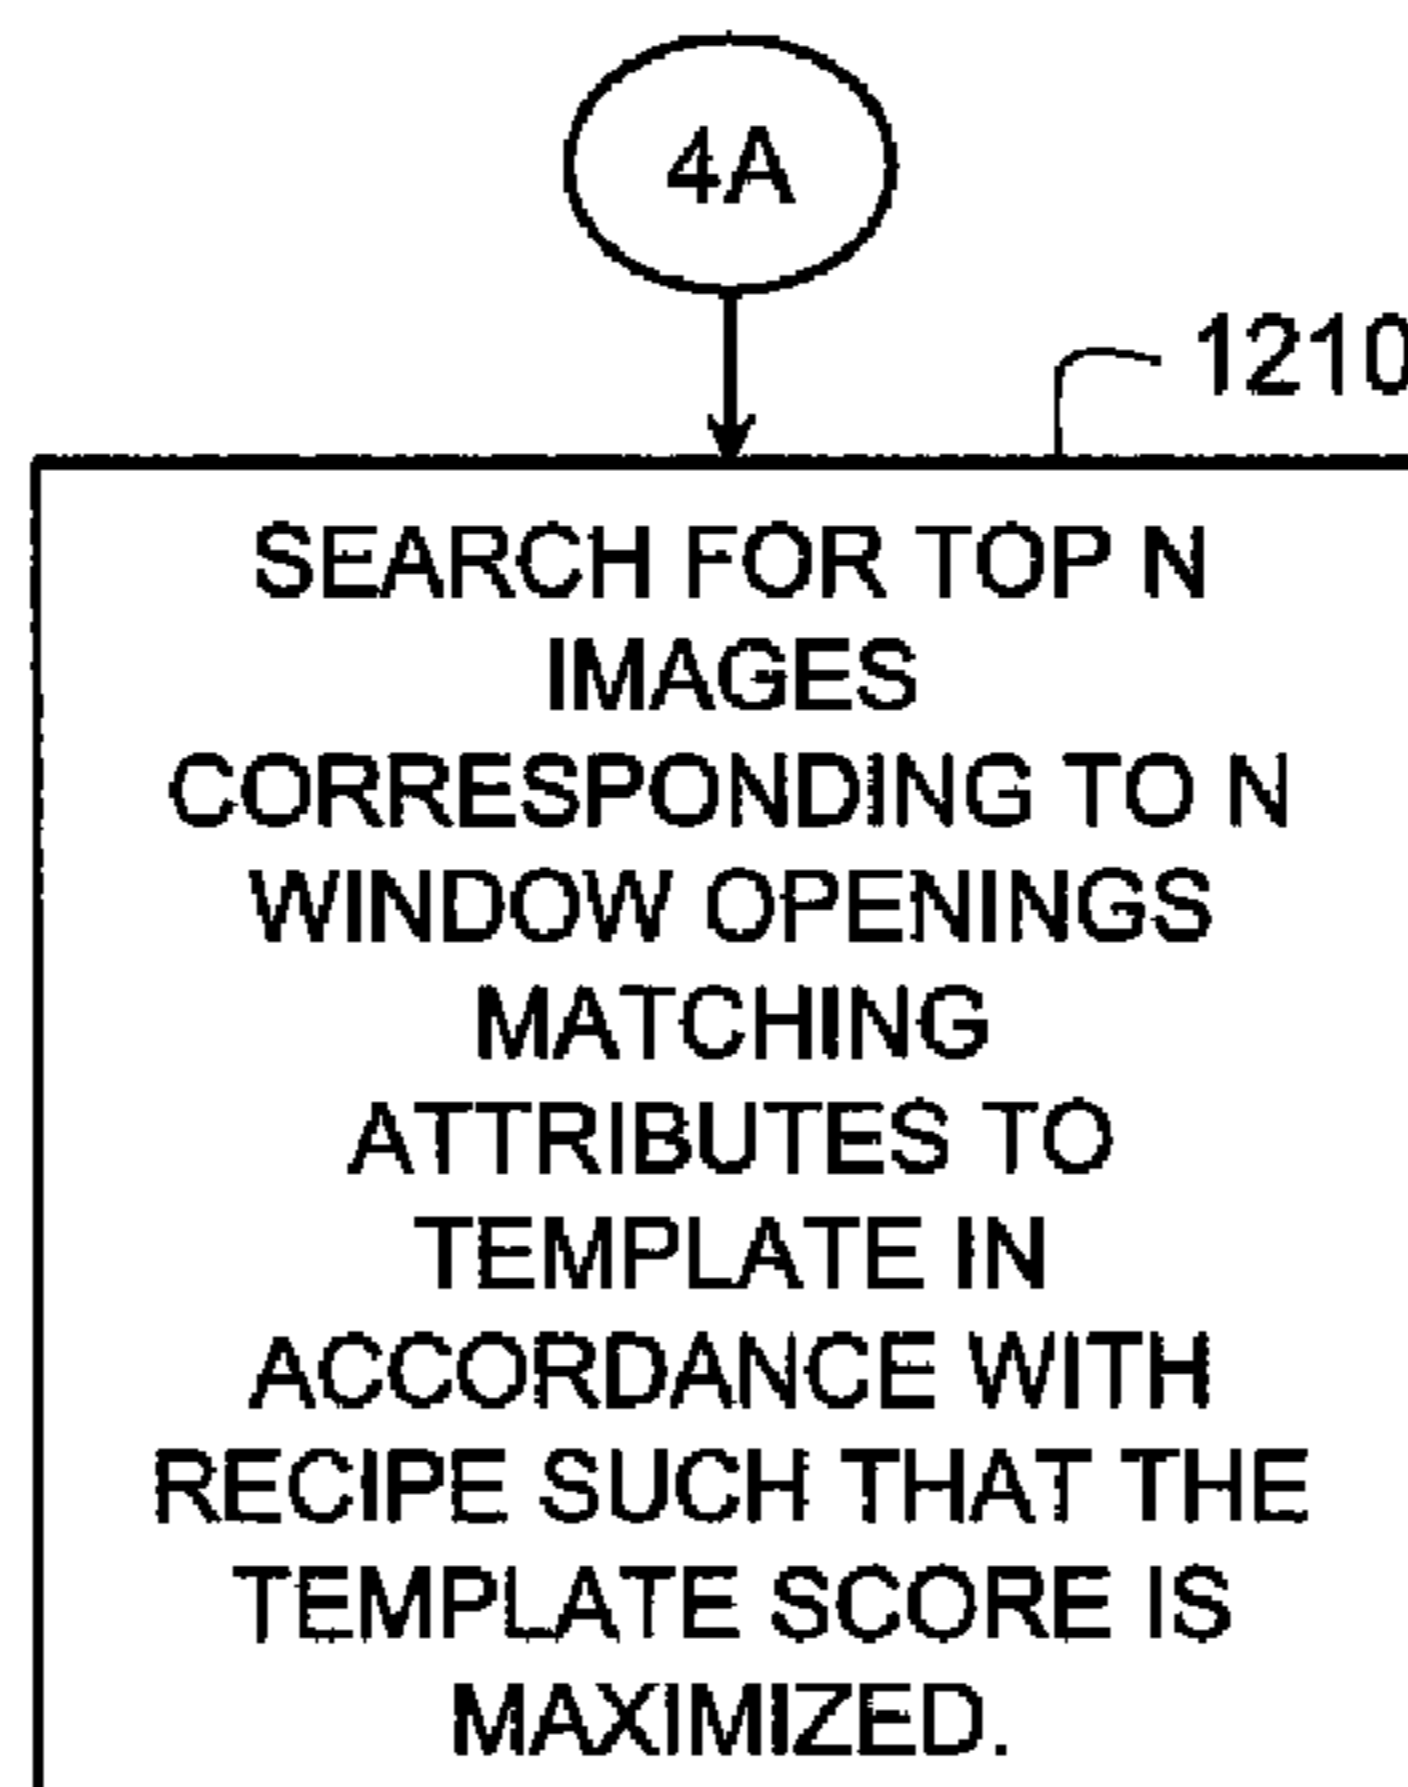 4A
1210
SEARCH FOR TOP N
IMAGES
CORRESPONDING TO N
WINDOW OPENINGS
MATCHING
ATTRIBUTES TO
TEMPLATE IN
ACCORDANCE WITH
RECIPE SUCH THAT THE
TEMPLATE SCORE IS
MAXIMIZED.